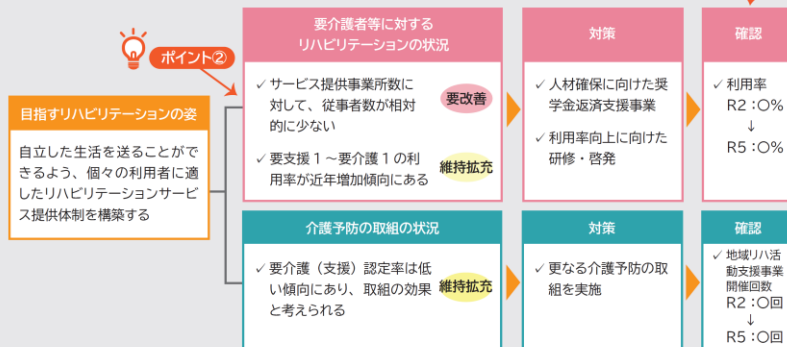 ポイント②
目指すリハビリテーションの姿
自立した生活を送ることがで
きるよう、個々の利用者に適
したリハビリテーションサービ
ス提供体制を構築する
要介護者等に対する
リハビリテーションの状況
✓サービス提供事業所数に
対して、従事者数が相対
的に少ない
要改善
✓要支援1～要介護1の利
用率が近年増加傾向にある
維持拡充
対策
✓人材確保に向けた奨
学金返済支援事業
✓利用率向上に向けた
研修・啓発
確認
✓利用率
R2:〇%
↓
R5:〇%
介護予防の取組の状況
✓要介護（支援）認定率は低
い傾向にあり、取組の効果
と考えられる
維持拡充
対策
✓更なる介護予防の取
組を実施
確認
✓地域リハ活
動支援事業
開催回数
R2:〇回
↓
R5:〇回